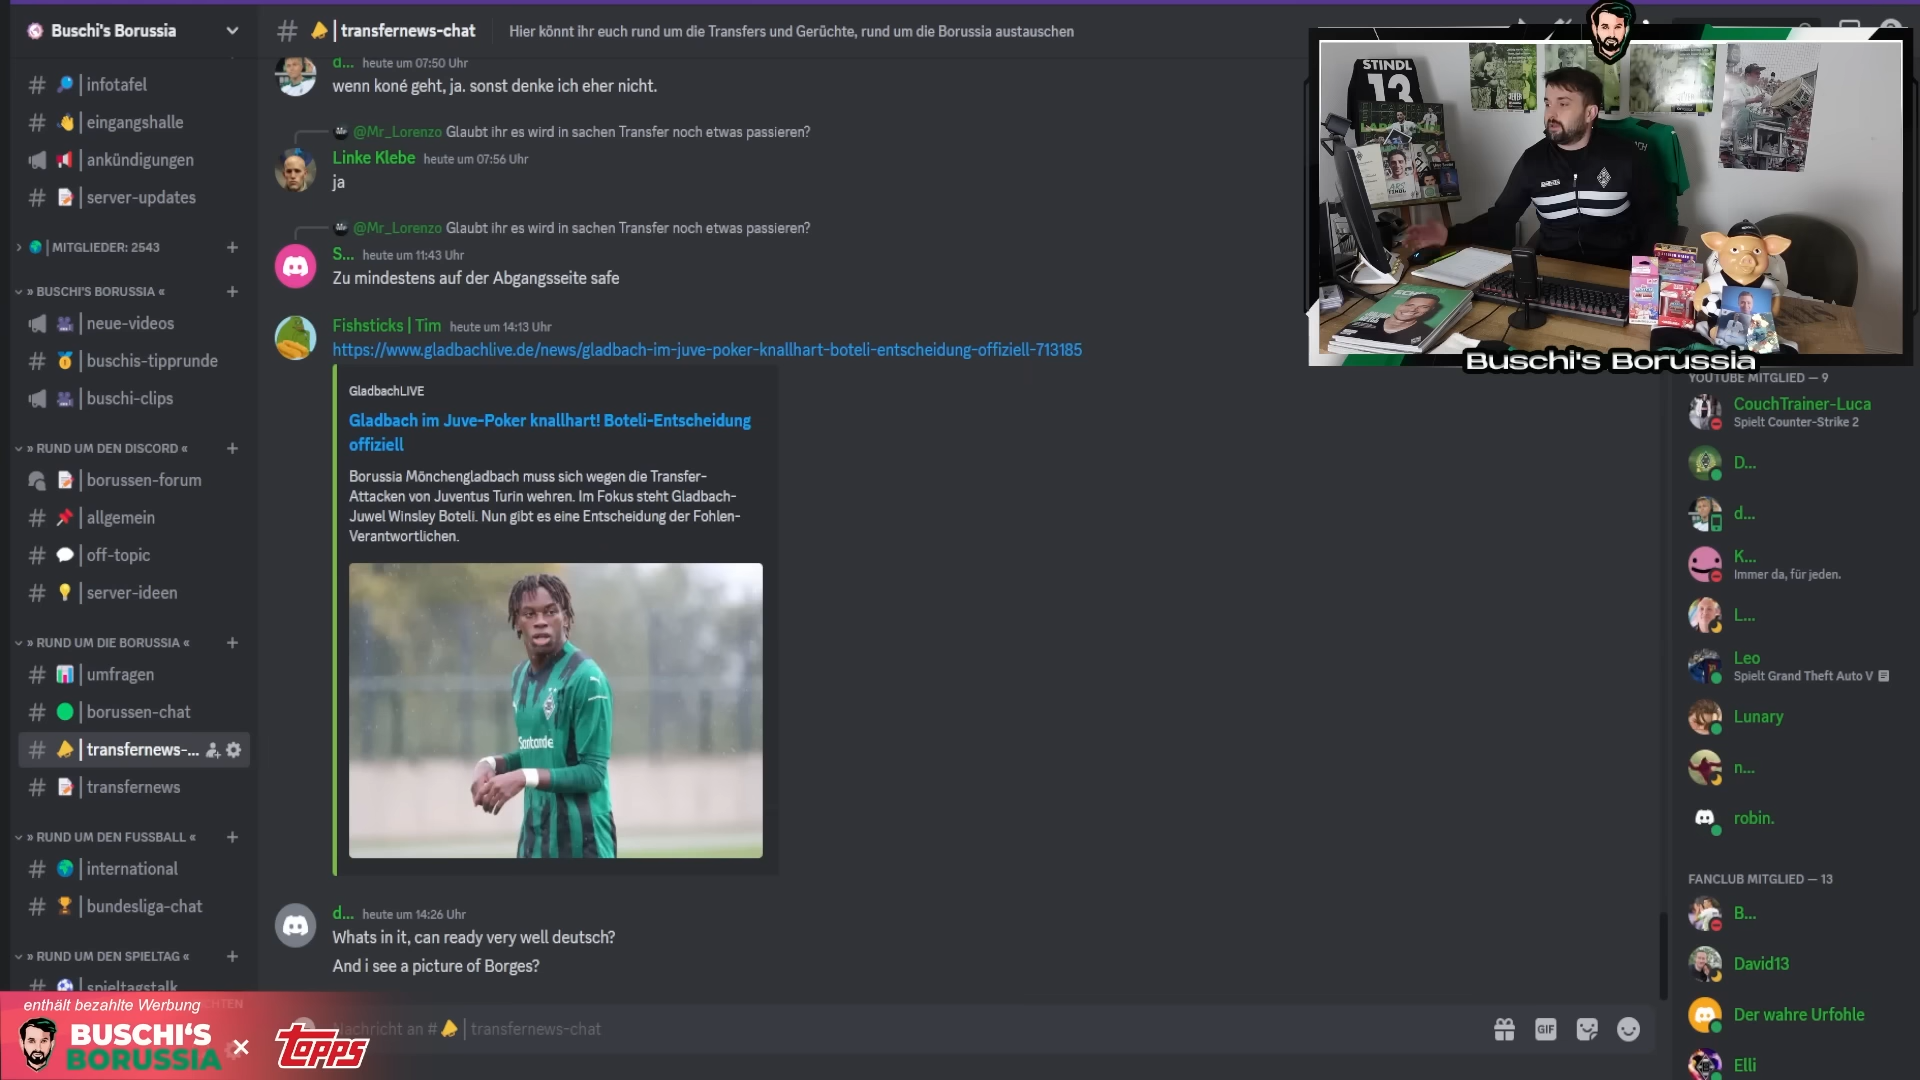 Buschi's Borussia
infotafel
eingangshalle
ankündigungen
server-updates
MITGLIEDER: 2543
» BUSCHI'S BORUSSIA «
neue-videos
buschis-tipprunde
buschi-clips
» RUND UM DEN DISCORD «
borussen-forum
allgemein
off-topic
server-ideen
» RUND UM DIE BORUSSIA «
umfragen
borussen-chat
transfernews-...
transfernews
» RUND UM DEN FUSSBALL «
international
bundesliga-chat
» RUND UM DEN SPIELTAG «
spieltagstalk
enthält bezahlte Werbung
BUSCHI'S
BORUSSIA
×
TOPPS
| transfernews-chat
Hier könnt ihr euch rund um die Transfers und Gerüchte, rund um die Borussia austauschen
d... heute um 07:50 Uhr
wenn koné geht, ja. sonst denke ich eher nicht.
@Mr_Lorenzo Glaubt ihr es wird in sachen Transfer noch etwas passieren?
Linke Klebe heute um 07:56 Uhr
ja
@Mr_Lorenzo Glaubt ihr es wird in sachen Transfer noch etwas passieren?
S... heute um 11:43 Uhr
Zu mindestens auf der Abgangsseite safe
Fishsticks | Tim heute um 14:13 Uhr
https://www.gladbachlive.de/news/gladbach-im-juve-poker-knallhart-boteli-entscheidung-offiziell-713185
GladbachLIVE
Gladbach im Juve-Poker knallhart! Boteli-Entscheidung
offiziell
Borussia Mönchengladbach muss sich wegen die Transfer-
Attacken von Juventus Turin wehren. Im Fokus steht Gladbach-
Juwel Winsley Boteli. Nun gibt es eine Entscheidung der Fohlen-
Verantwortlichen.
Santander
d... heute um 14:26 Uhr
Whats in it, can ready very well deutsch?
And i see a picture of Borges?
Nachricht an # | transfernews-chat
GIF
STINDL
13
Buschi's Borussia
YOUTUBE MITGLIED — 9
CouchTrainer-Luca
Spielt Counter-Strike 2
D...
d...
K...
Immer da, für jeden.
L...
Leo
Spielt Grand Theft Auto V
Lunary
n...
robin.
FANCLUB MITGLIED — 13
B...
David13
Der wahre Urfohle
Elli